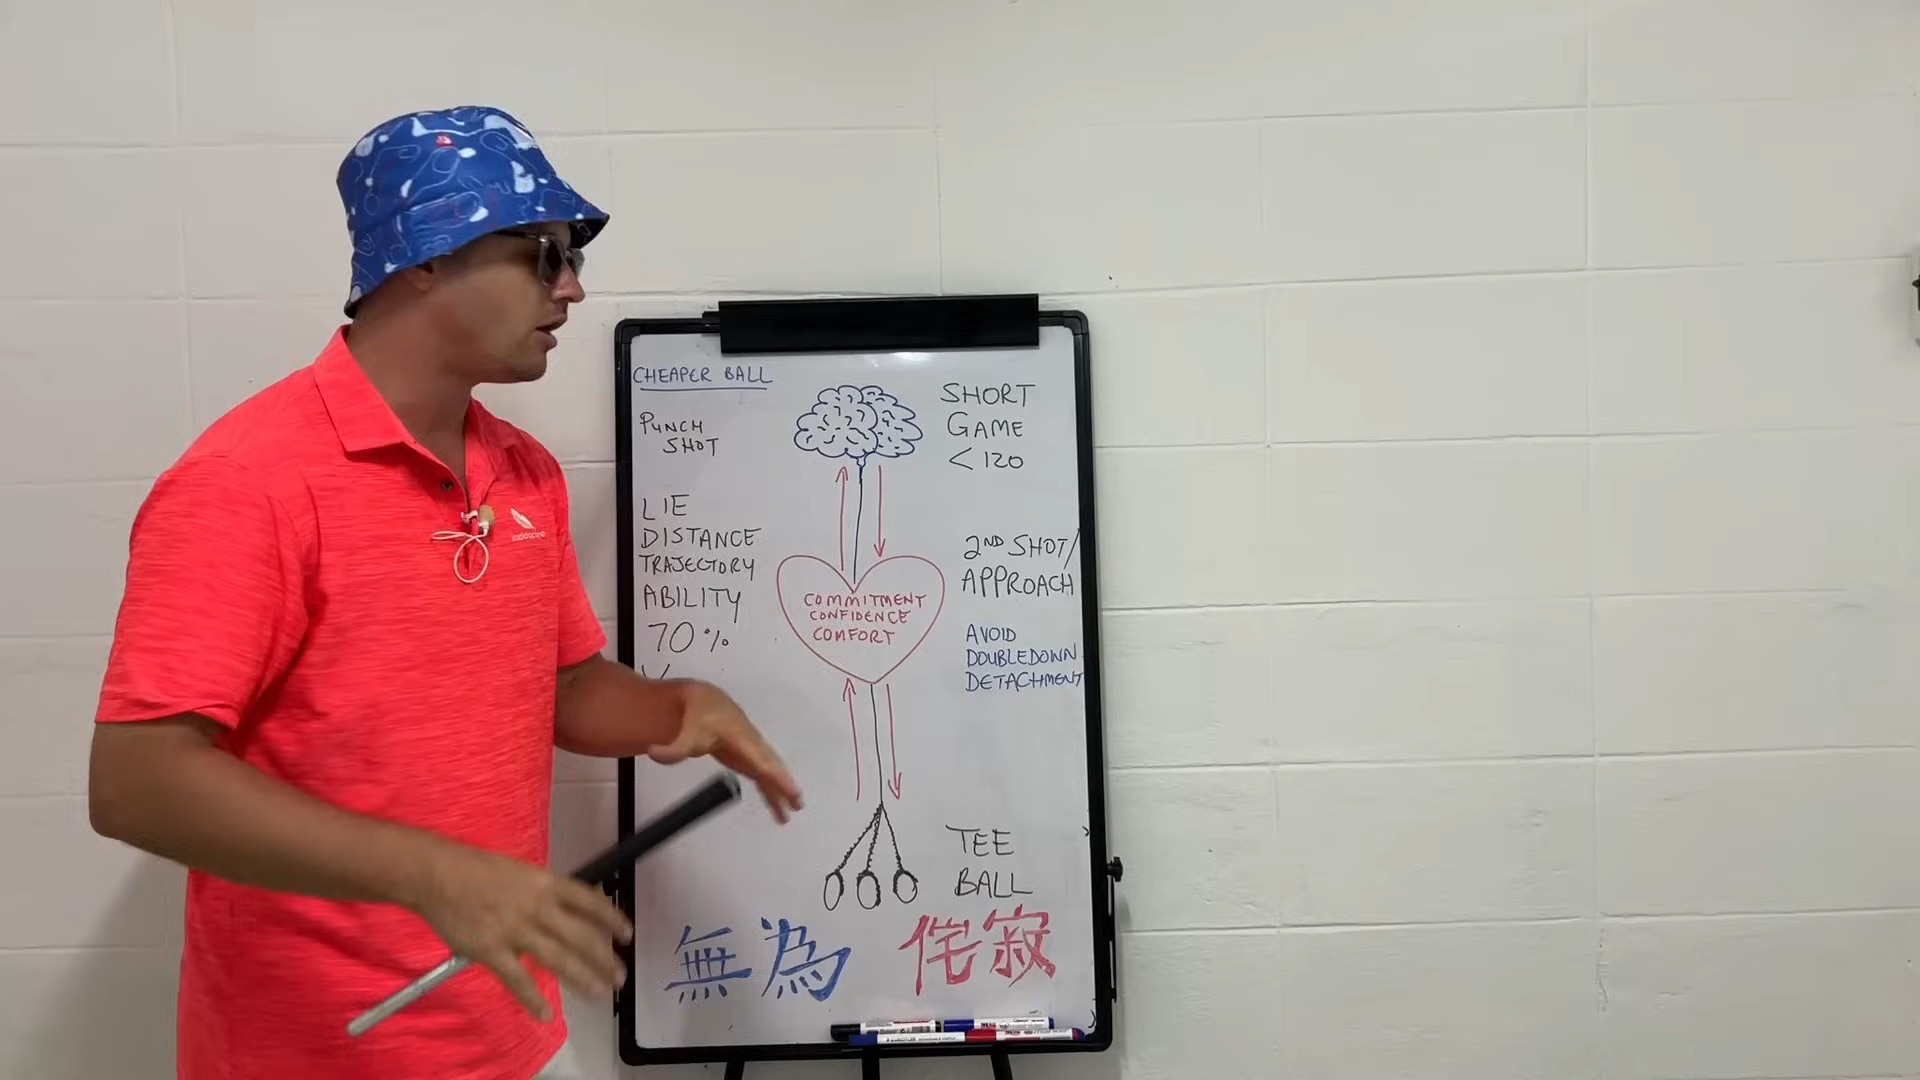 CHEAPER BALL
PUNCH
SHOT
LIE
DISTANCE
TRAJECTORY
ABILITY
70%
COMMITMENT
CONFIDENCE
COMFORT
SHORT
GAME
<120
2ND SHOT/
APPROACH
AVOID
DOUBLEDOWN
DETACHMENT
TEE
BALL
無為
侘寂